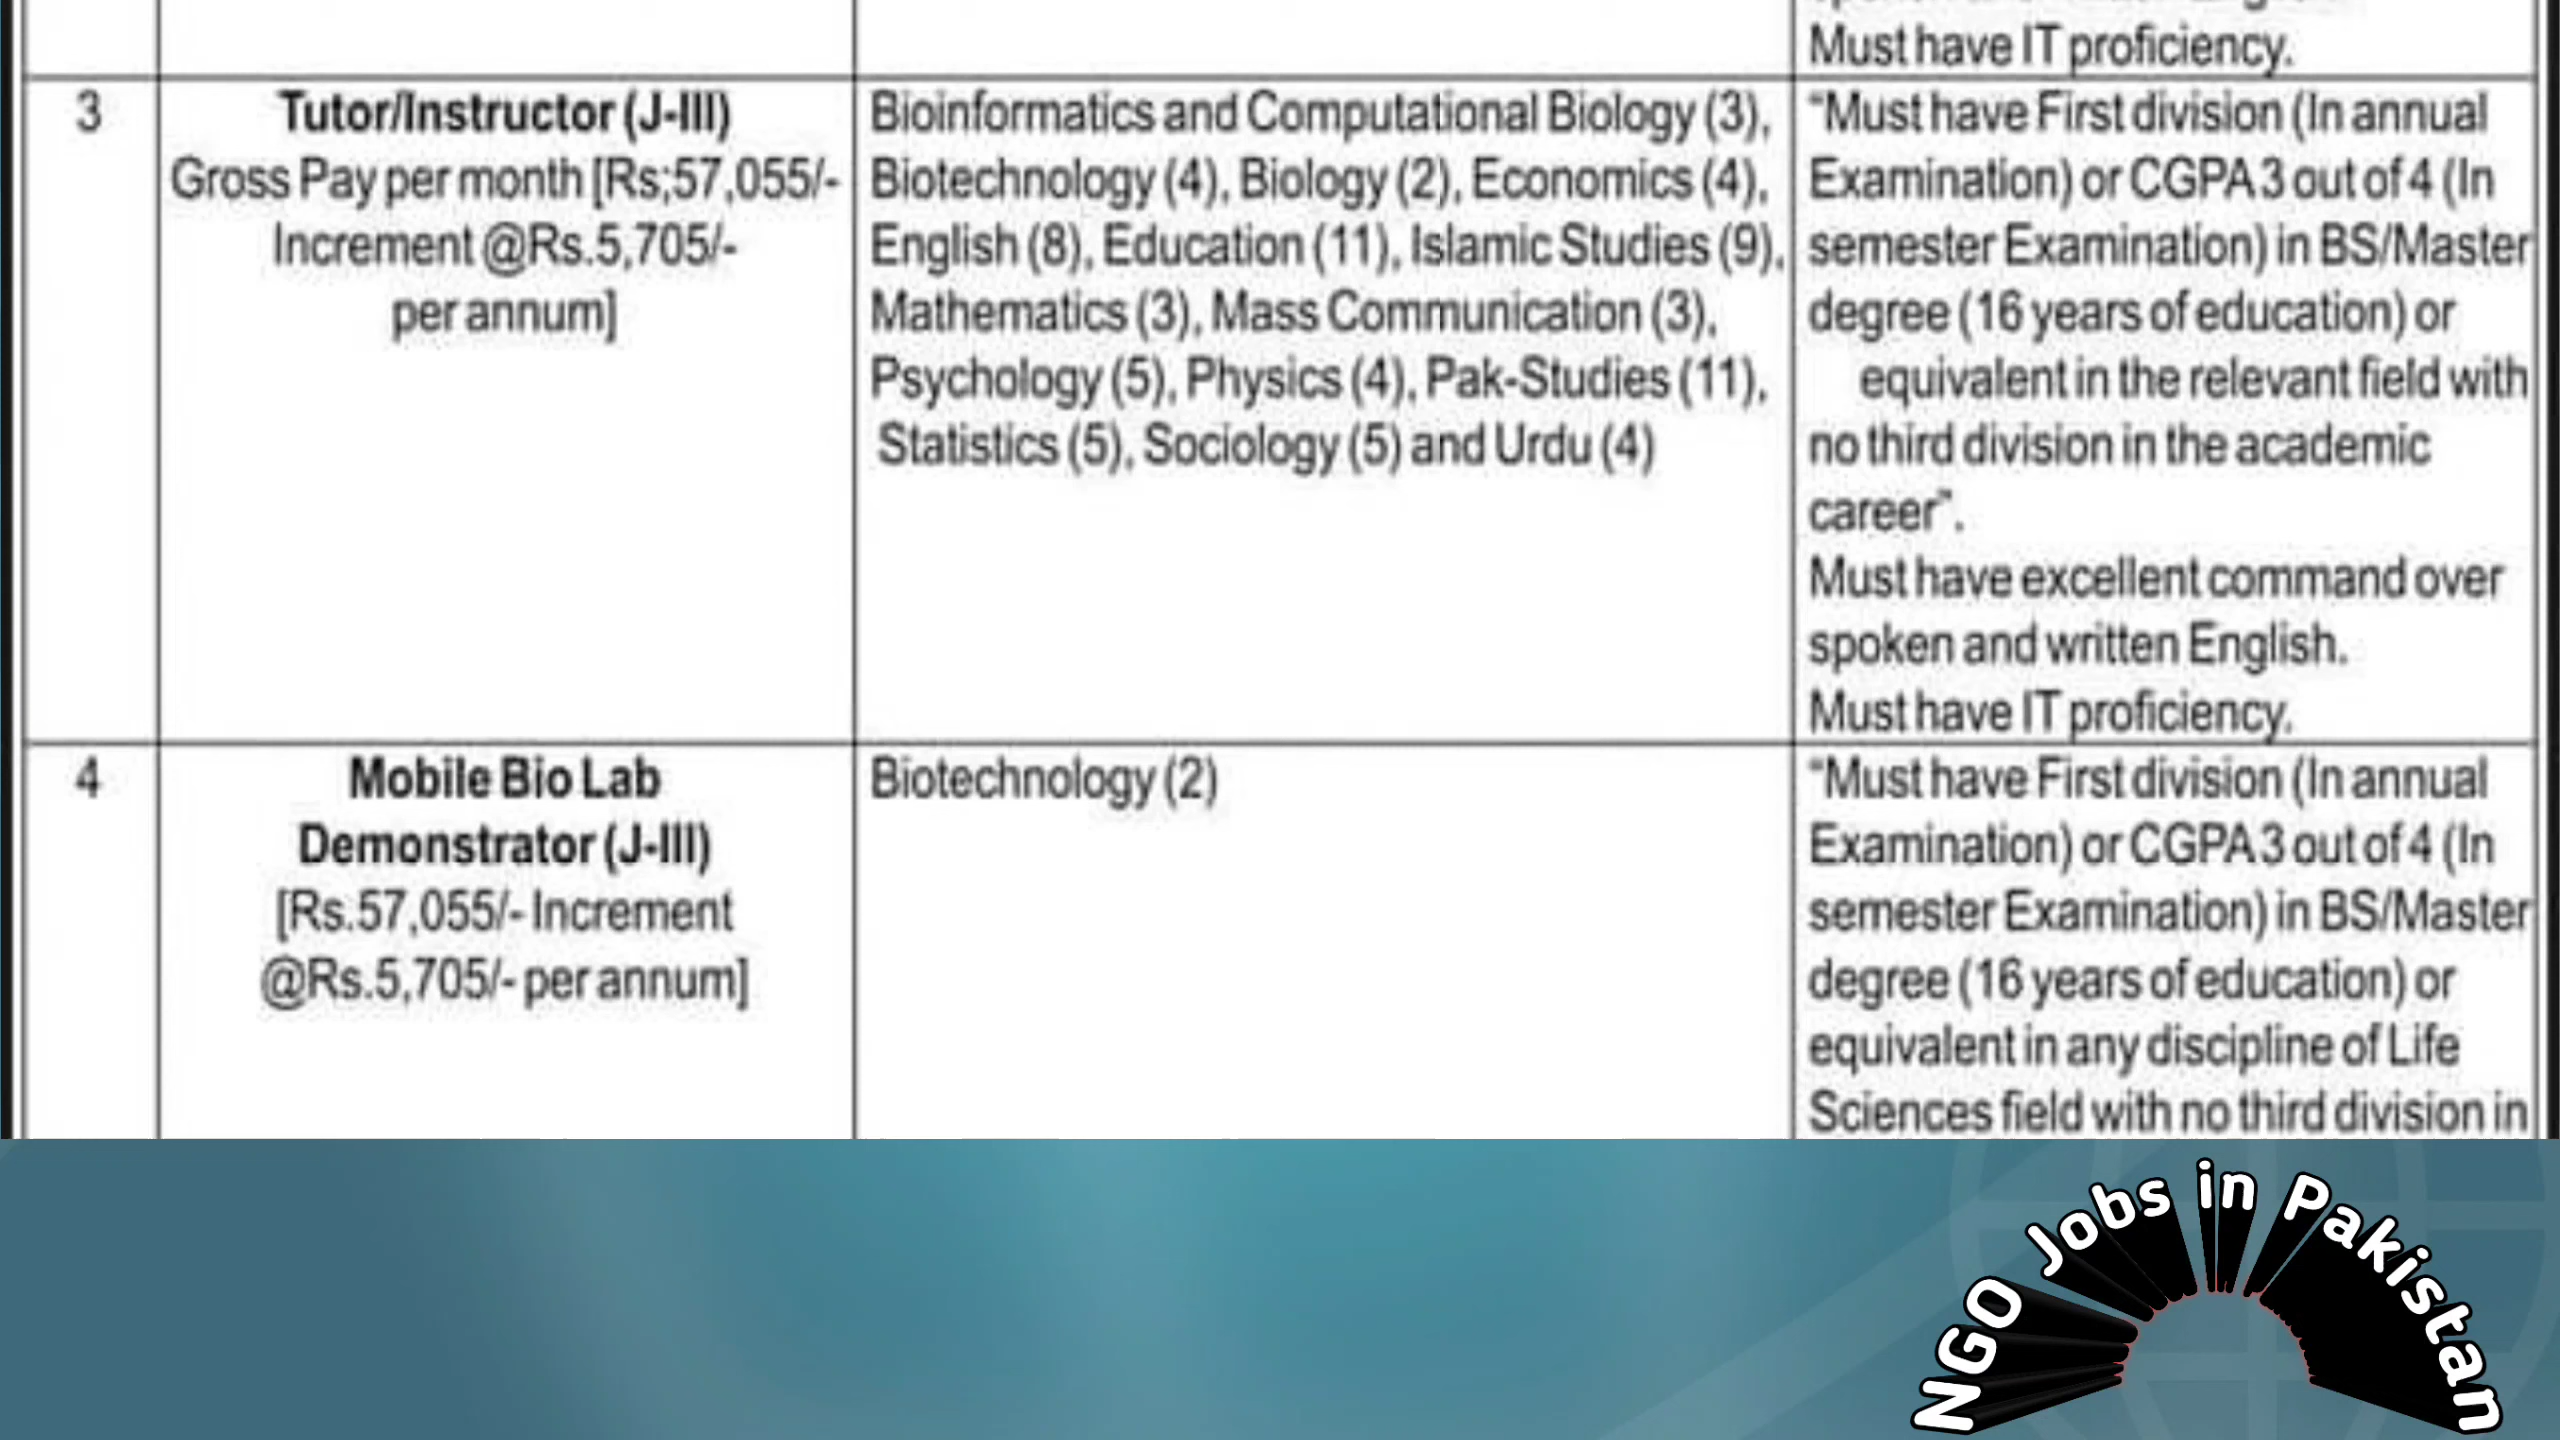 Must have IT proficiency.
3
Tutor/Instructor (J-III)
Gross Pay per month [Rs;57,055/-
Increment @Rs.5,705/-
per annum]
Bioinformatics and Computational Biology (3),
Biotechnology (4), Biology (2), Economics (4),
English (8), Education (11), Islamic Studies (9),
Mathematics (3), Mass Communication (3),
Psychology (5), Physics (4), Pak-Studies (11),
Statistics (5), Sociology (5) and Urdu (4)
“Must have First division (In annual
Examination) or CGPA 3 out of 4 (In
semester Examination) in BS/Master
degree (16 years of education) or
equivalent in the relevant field with
no third division in the academic
career”.
Must have excellent command over
spoken and written English.
Must have IT proficiency.
4
Mobile Bio Lab
Demonstrator (J-III)
[Rs.57,055/- Increment
@Rs.5,705/- per annum]
Biotechnology (2)
“Must have First division (In annual
Examination) or CGPA 3 out of 4 (In
semester Examination) in BS/Master
degree (16 years of education) or
equivalent in any discipline of Life
Sciences field with no third division in
NGO Jobs in Pakistan